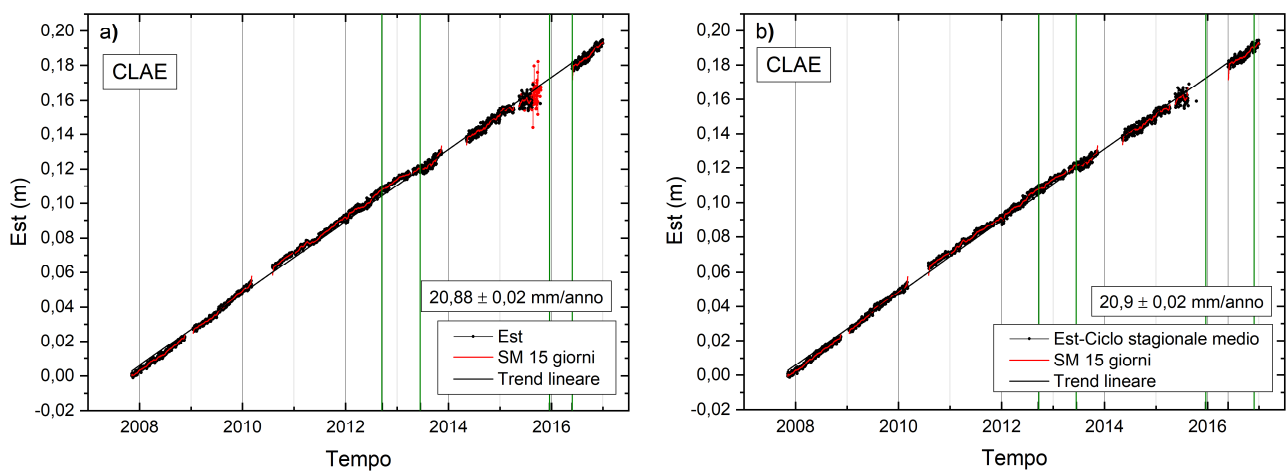 a)
CLAE
Est (m)
0,20
0,18
0,16
0,14
0,12
0,10
0,08
0,06
0,04
0,02
0,00
-0,02
20,88 ± 0,02 mm/anno
Est
SM 15 giorni
Trend lineare
2008 2010 2012 2014 2016
Tempo
b)
CLAE
Est (m)
0,20
0,18
0,16
0,14
0,12
0,10
0,08
0,06
0,04
0,02
0,00
-0,02
20,9 ± 0,02 mm/anno
Est-Ciclo stagionale medio
SM 15 giorni
Trend lineare
2008 2010 2012 2014 2016
Tempo